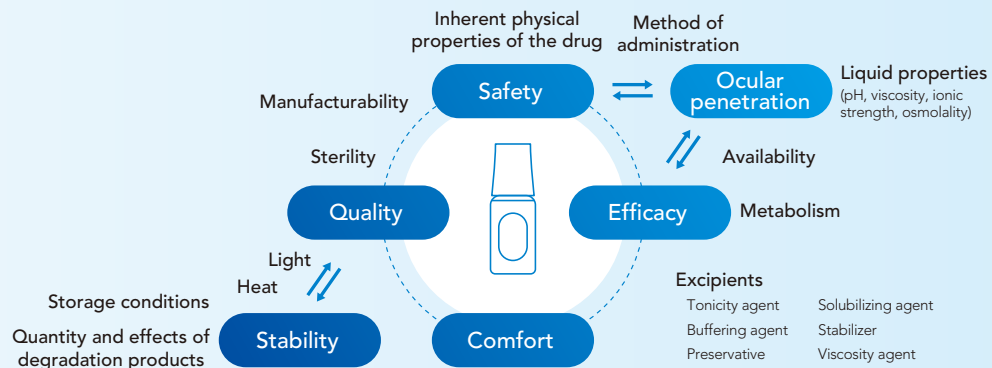 Inherent physical
properties of the drug
Method of
administration
Safety
Ocular
penetration
Liquid properties
(pH, viscosity, ionic
strength, osmolality)
Manufacturability
Sterility
Availability
Quality
Efficacy
Metabolism
Light
Heat
Storage conditions
Quantity and effects of
degradation products
Stability
Comfort
Excipients
Tonicity agent
Solubilizing agent
Buffering agent
Stabilizer
Preservative
Viscosity agent